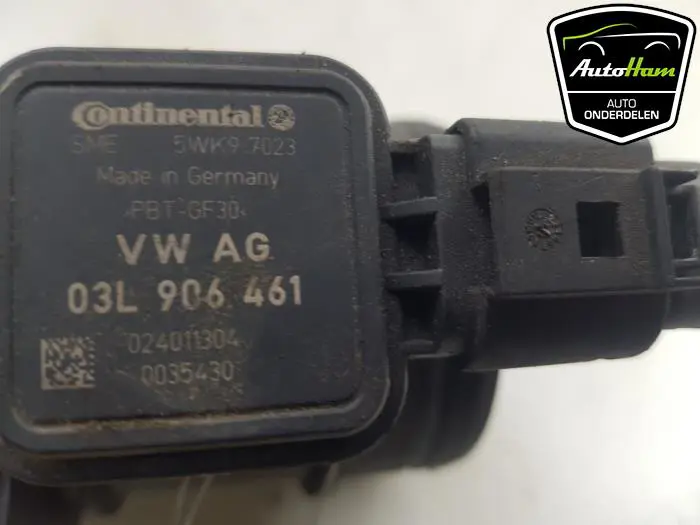 Continental
SME 5WK9 7023
Made in Germany
>PBT-GF30<
VW AG
03L 906 461
024011304
0035430
AutoHam
AUTO
ONDERDELEN